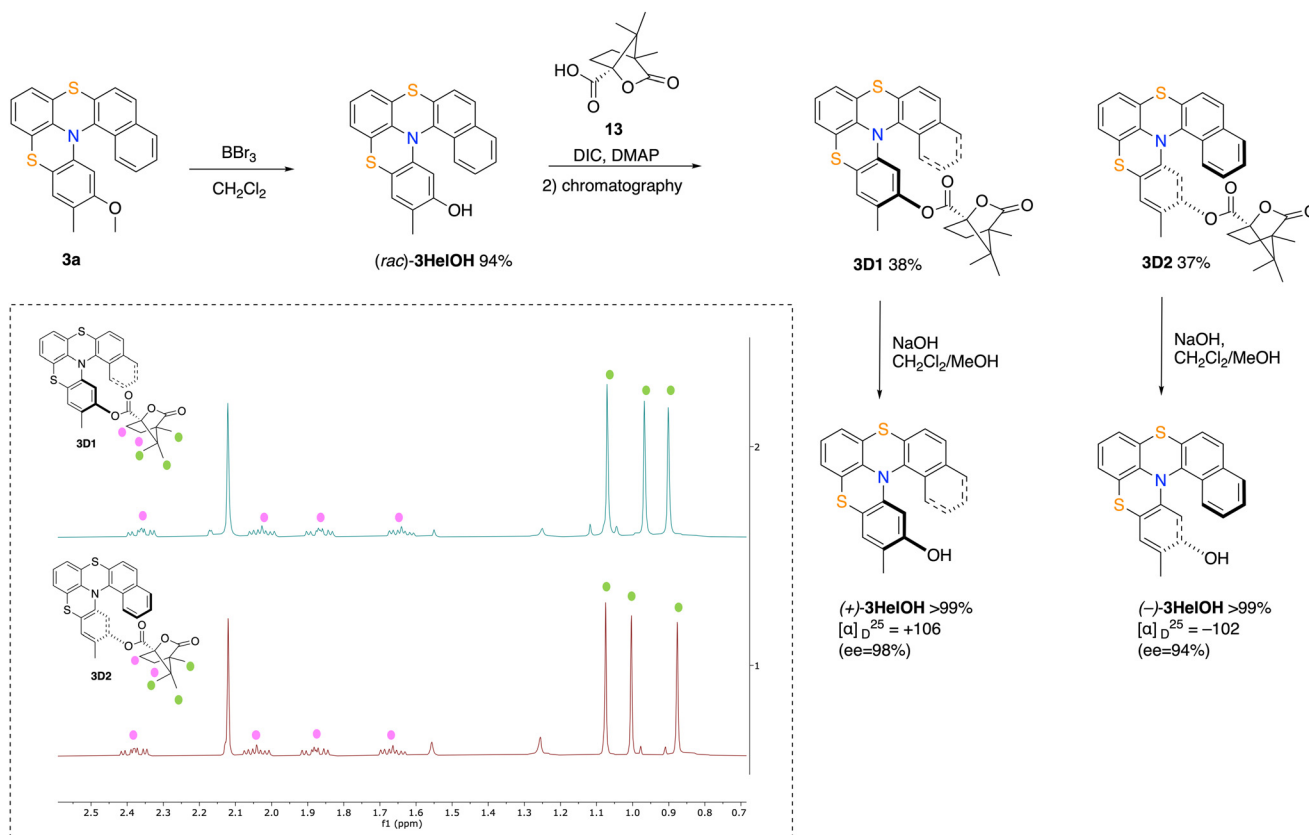 S
N
S
O
3a
BBr3
CH2Cl2
S
N
S
OH
(rac)-3HelOH 94%
HO
O
O
O
13
DIC, DMAP
2) chromatography
S
N
S
O
O
O
O
3D1 38%
S
N
S
O
O
O
O
3D2 37%
NaOH
CH2Cl2/MeOH
NaOH,
CH2Cl2/MeOH
S
N
S
OH
(+)-3HelOH >99%
[α] D 25 = +106
(ee=98%)
S
N
S
OH
(–)-3HelOH >99%
[α] D 25 = –102
(ee=94%)
S
N
S
O
O
O
O
3D1
2
S
N
S
O
O
O
O
3D2
1
2.5 2.4 2.3 2.2 2.1 2.0 1.9 1.8 1.7 1.6 1.5 1.4 1.3 1.2 1.1 1.0 0.9 0.8 0.7
f1 (ppm)